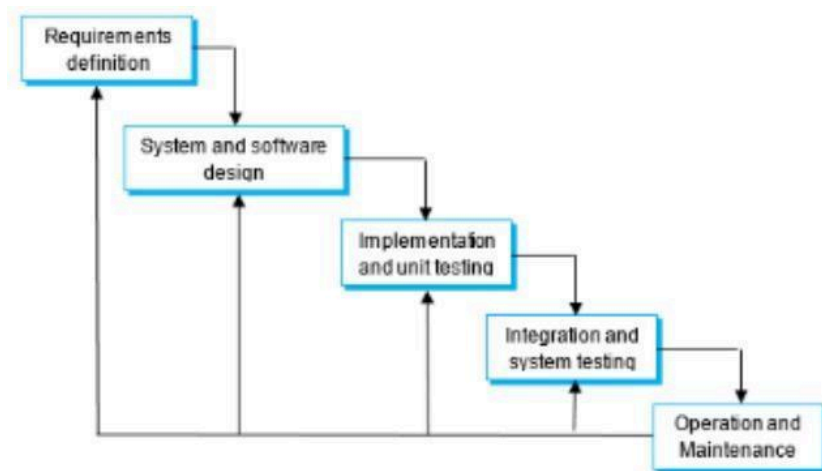 Requirements
definition
System and software
design
Implementation
and unit testing
Integration and
system testing
Operation and
Maintenance